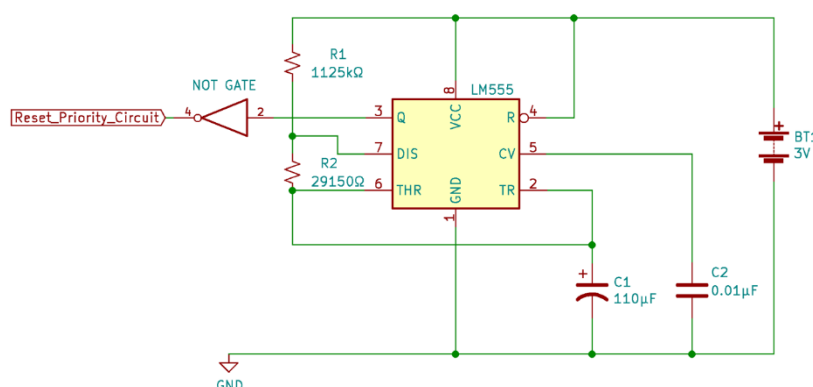 R1
1125kΩ
NOT GATE
LM555
Reset_Priority_Circuit
4
2
3
Q
8
VCC
R
4
7
DIS
CV
5
BT1
3V
+
R2
29150Ω
6
THR
GND
TR
2
1
+
C1
110µF
C2
0.01µF
GND